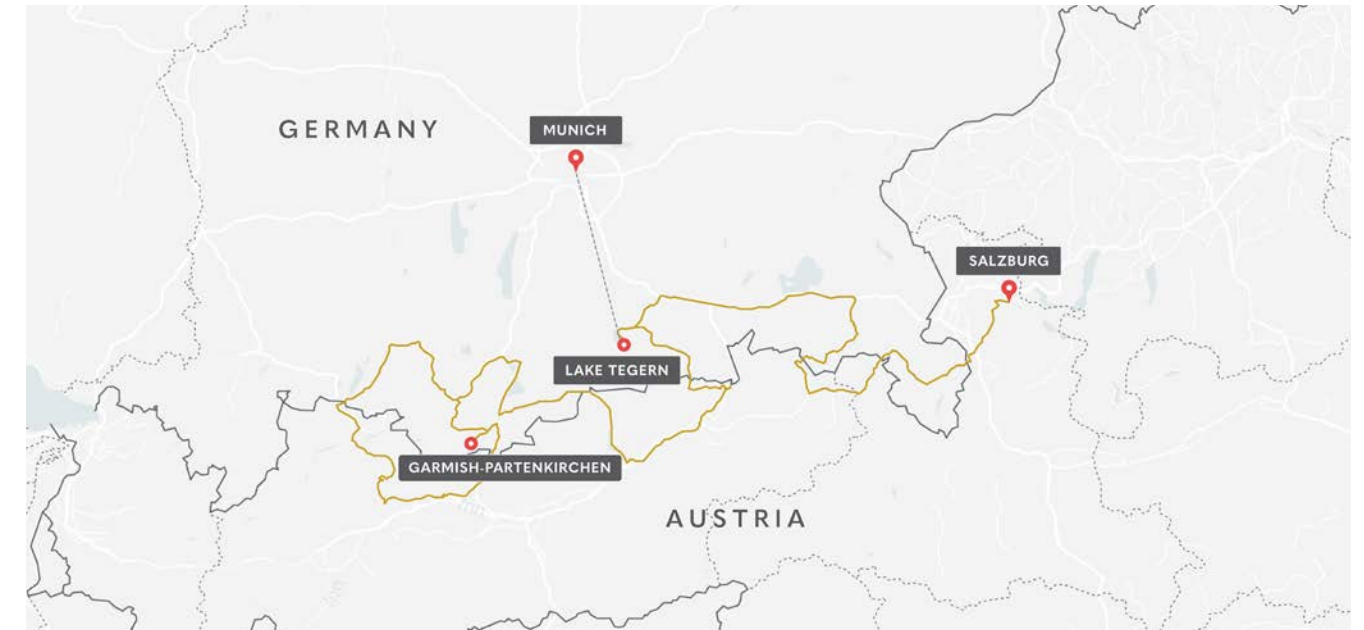 GERMANY
MUNICH
SALZBURG
LAKE TEGERN
GARMISH-PARTENKIRCHEN
AUSTRIA